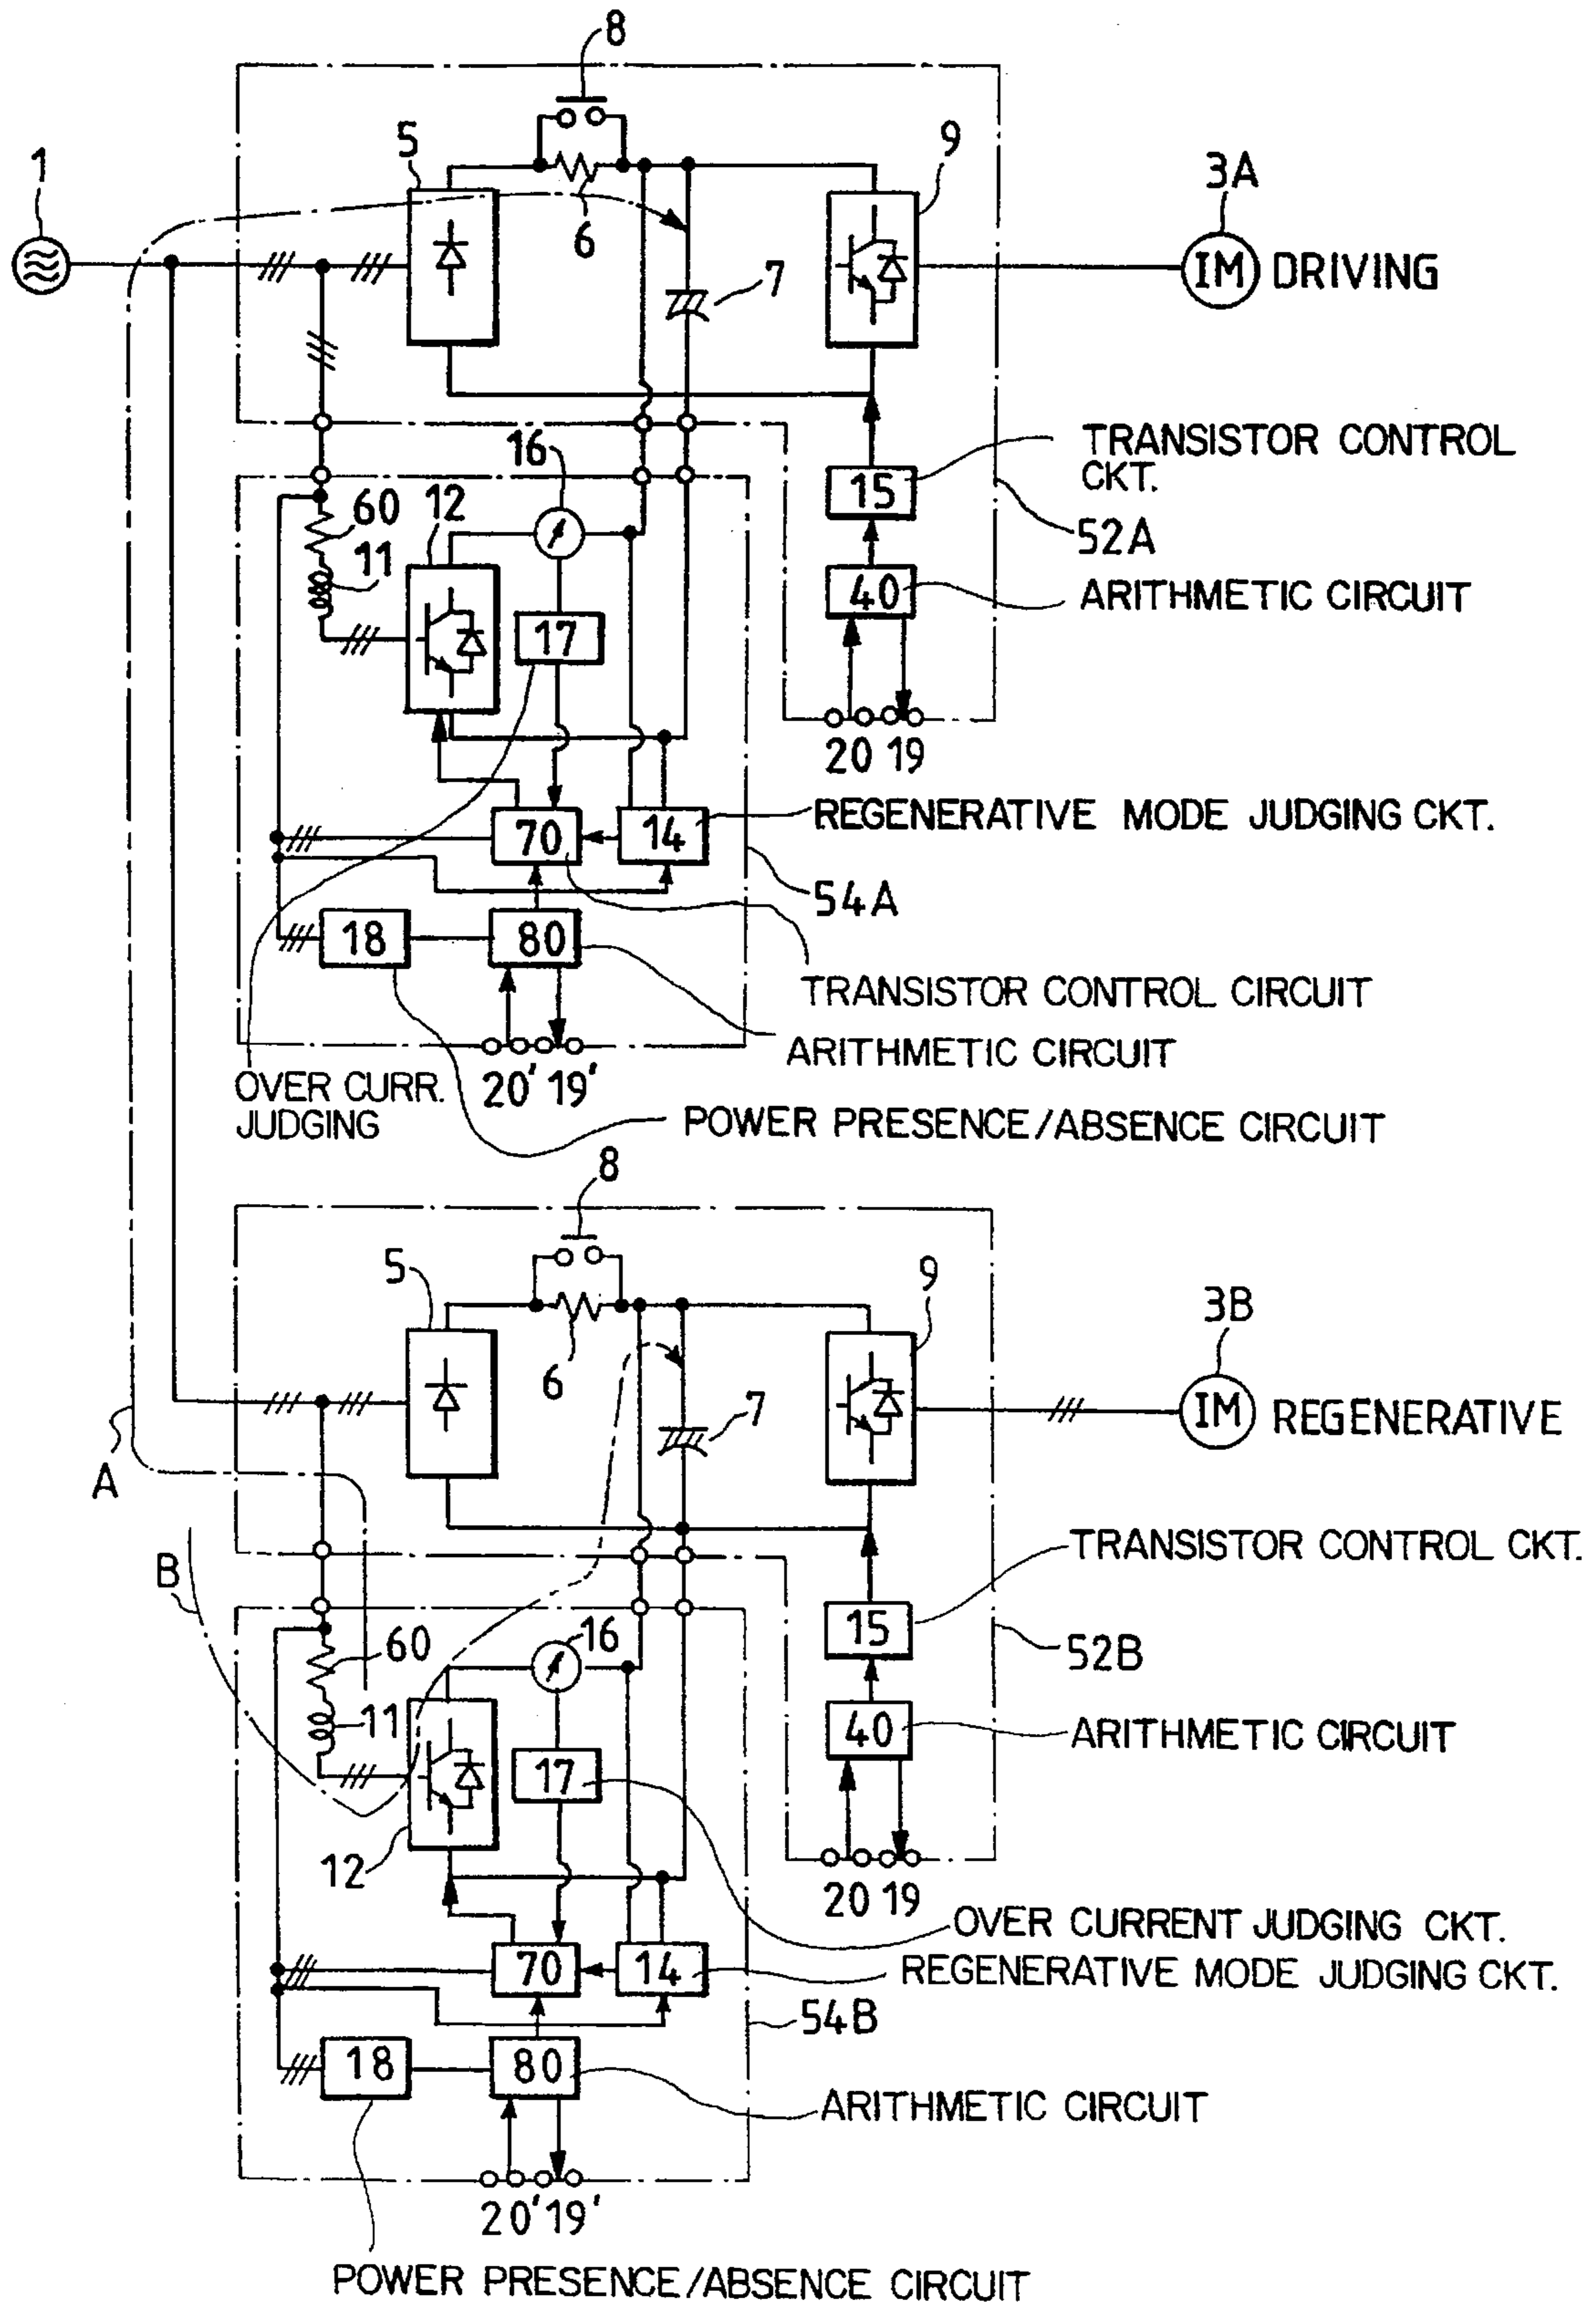 8
5
9
1
3A
6
IM DRIVING
7
16
TRANSISTOR CONTROL
CKT.
12
15
60
52A
11
40
ARITHMETIC CIRCUIT
17
20 19
REGENERATIVE MODE JUDGING CKT.
70
14
54A
18
80
TRANSISTOR CONTROL CIRCUIT
ARITHMETIC CIRCUIT
20' 19'
OVER CURR.
JUDGING
POWER PRESENCE/ABSENCE CIRCUIT
8
5
9
3B
6
7
IM REGENERATIVE
A
TRANSISTOR CONTROL CKT.
B
15
16
60
52B
11
40
ARITHMETIC CIRCUIT
17
12
20 19
OVER CURRENT JUDGING CKT.
70
14
REGENERATIVE MODE JUDGING CKT.
54B
18
80
ARITHMETIC CIRCUIT
20' 19'
POWER PRESENCE/ABSENCE CIRCUIT